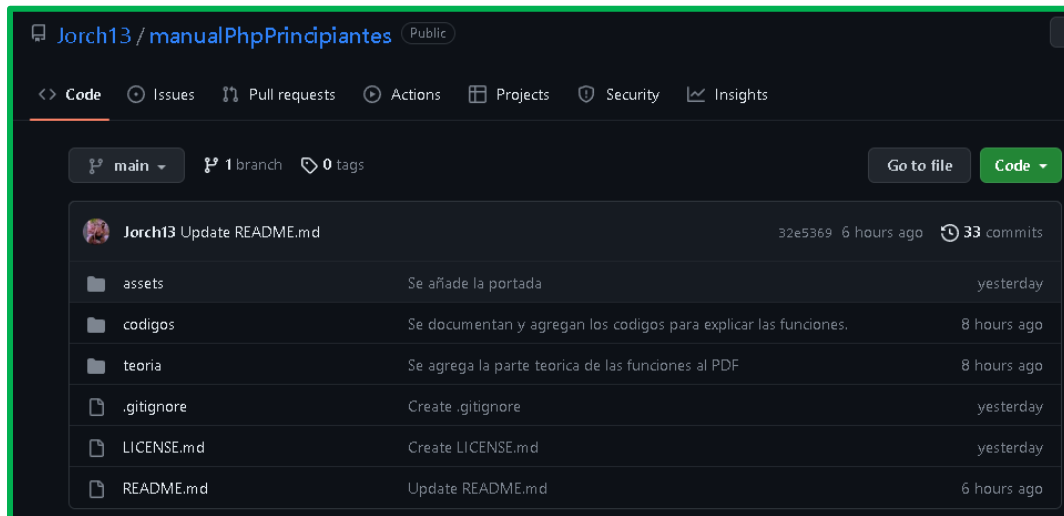 Jorch13 / manualPhpPrincipiantes Public
Code Issues Pull requests Actions Projects Security Insights
main 1 branch 0 tags Go to file Code
Jorch13 Update README.md 32e5369 6 hours ago 33 commits
assets Se añade la portada yesterday
codigos Se documentan y agregan los codigos para explicar las funciones. 8 hours ago
teoria Se agrega la parte teorica de las funciones al PDF 8 hours ago
.gitignore Create .gitignore yesterday
LICENSE.md Create LICENSE.md yesterday
README.md Update README.md 6 hours ago